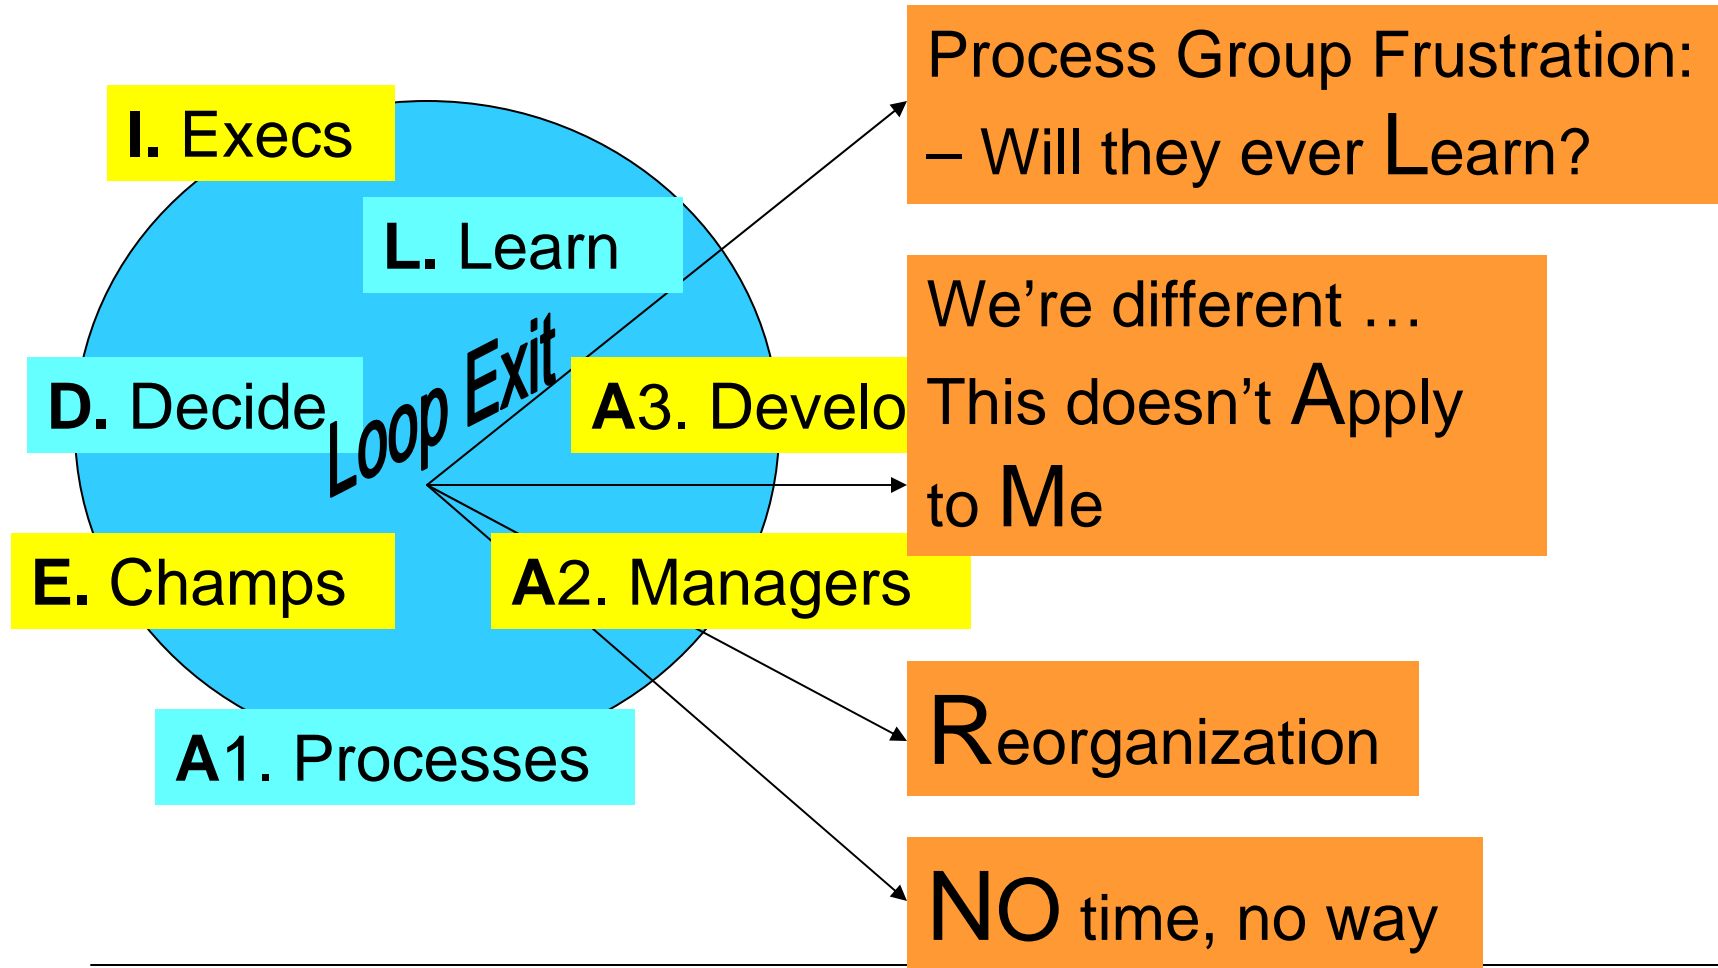 Process Group Frustration:
– Will they ever Learn?
I. Execs
L. Learn
We’re different …
This doesn’t Apply
to Me
D. Decide
Loop Exit
A3. Develo
E. Champs
A2. Managers
Reorganization
A1. Processes
NO time, no way